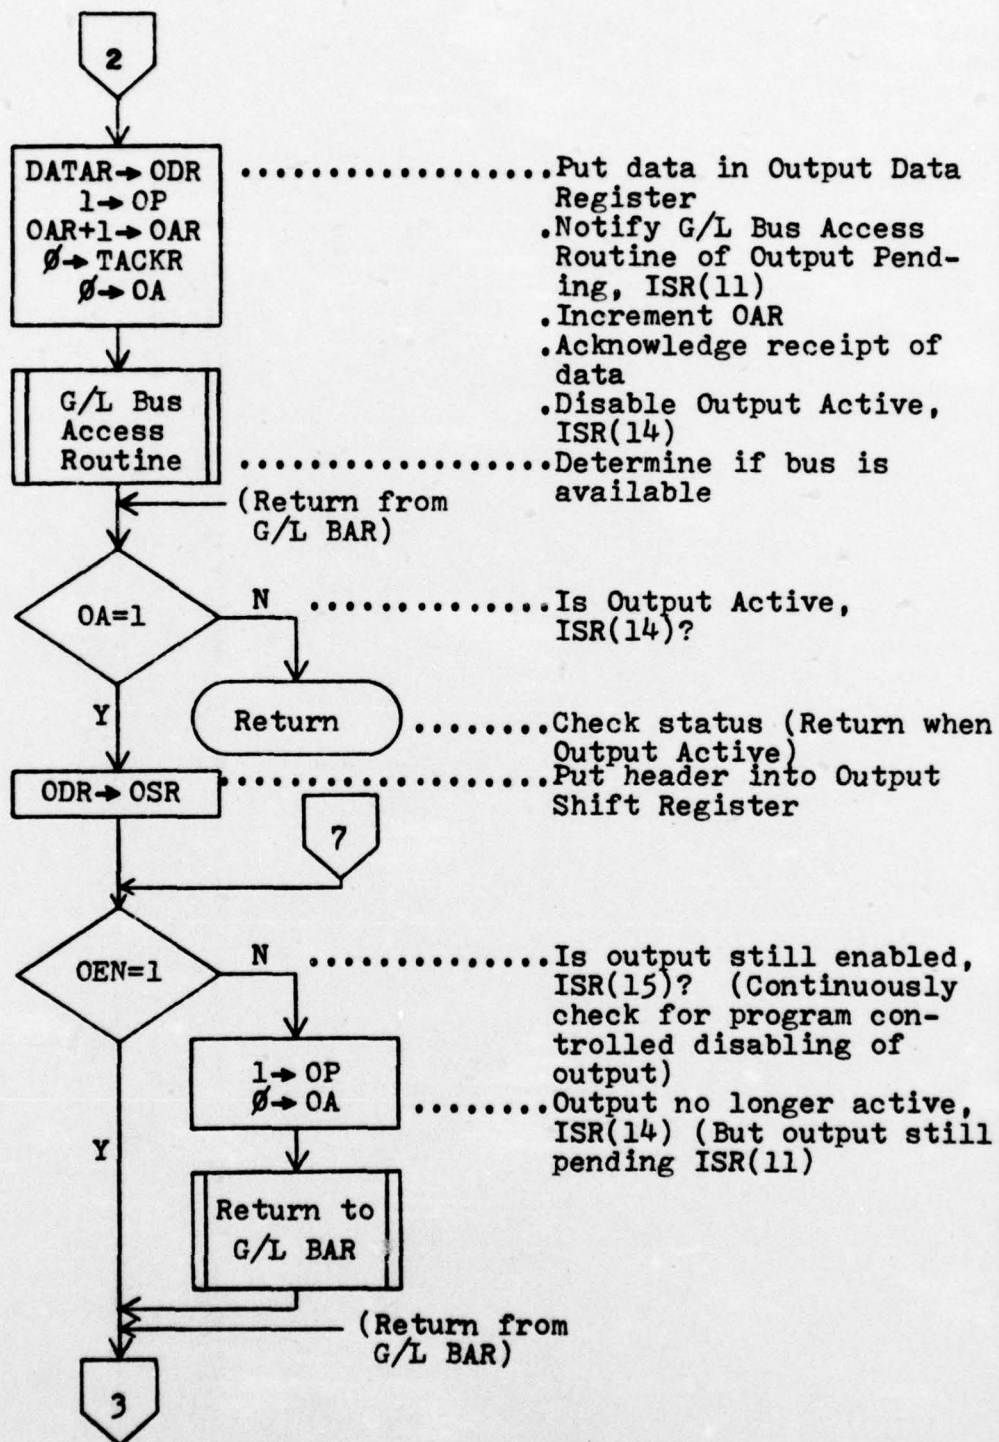 2
DATAR→ ODR
1→ OP
OAR+1→ OAR
Ø→ TACKR
Ø→ OA
..................Put data in Output Data
Register
.Notify G/L Bus Access
Routine of Output Pend-
ing, ISR(11)
.Increment OAR
.Acknowledge receipt of
data
.Disable Output Active,
ISR(14)
G/L Bus
Access
Routine
..................Determine if bus is
available
(Return from
G/L BAR)
OA=1
N
..............Is Output Active,
ISR(14)?
Y
Return
........Check status (Return when
Output Active)
ODR→ OSR
..................Put header into Output
Shift Register
7
OEN=1
N
..............Is output still enabled,
ISR(15)? (Continuously
check for program con-
trolled disabling of
output)
1→ OP
Ø→ OA
........Output no longer active,
ISR(14) (But output still
pending ISR(11)
Y
Return to
G/L BAR
(Return from
G/L BAR)
3